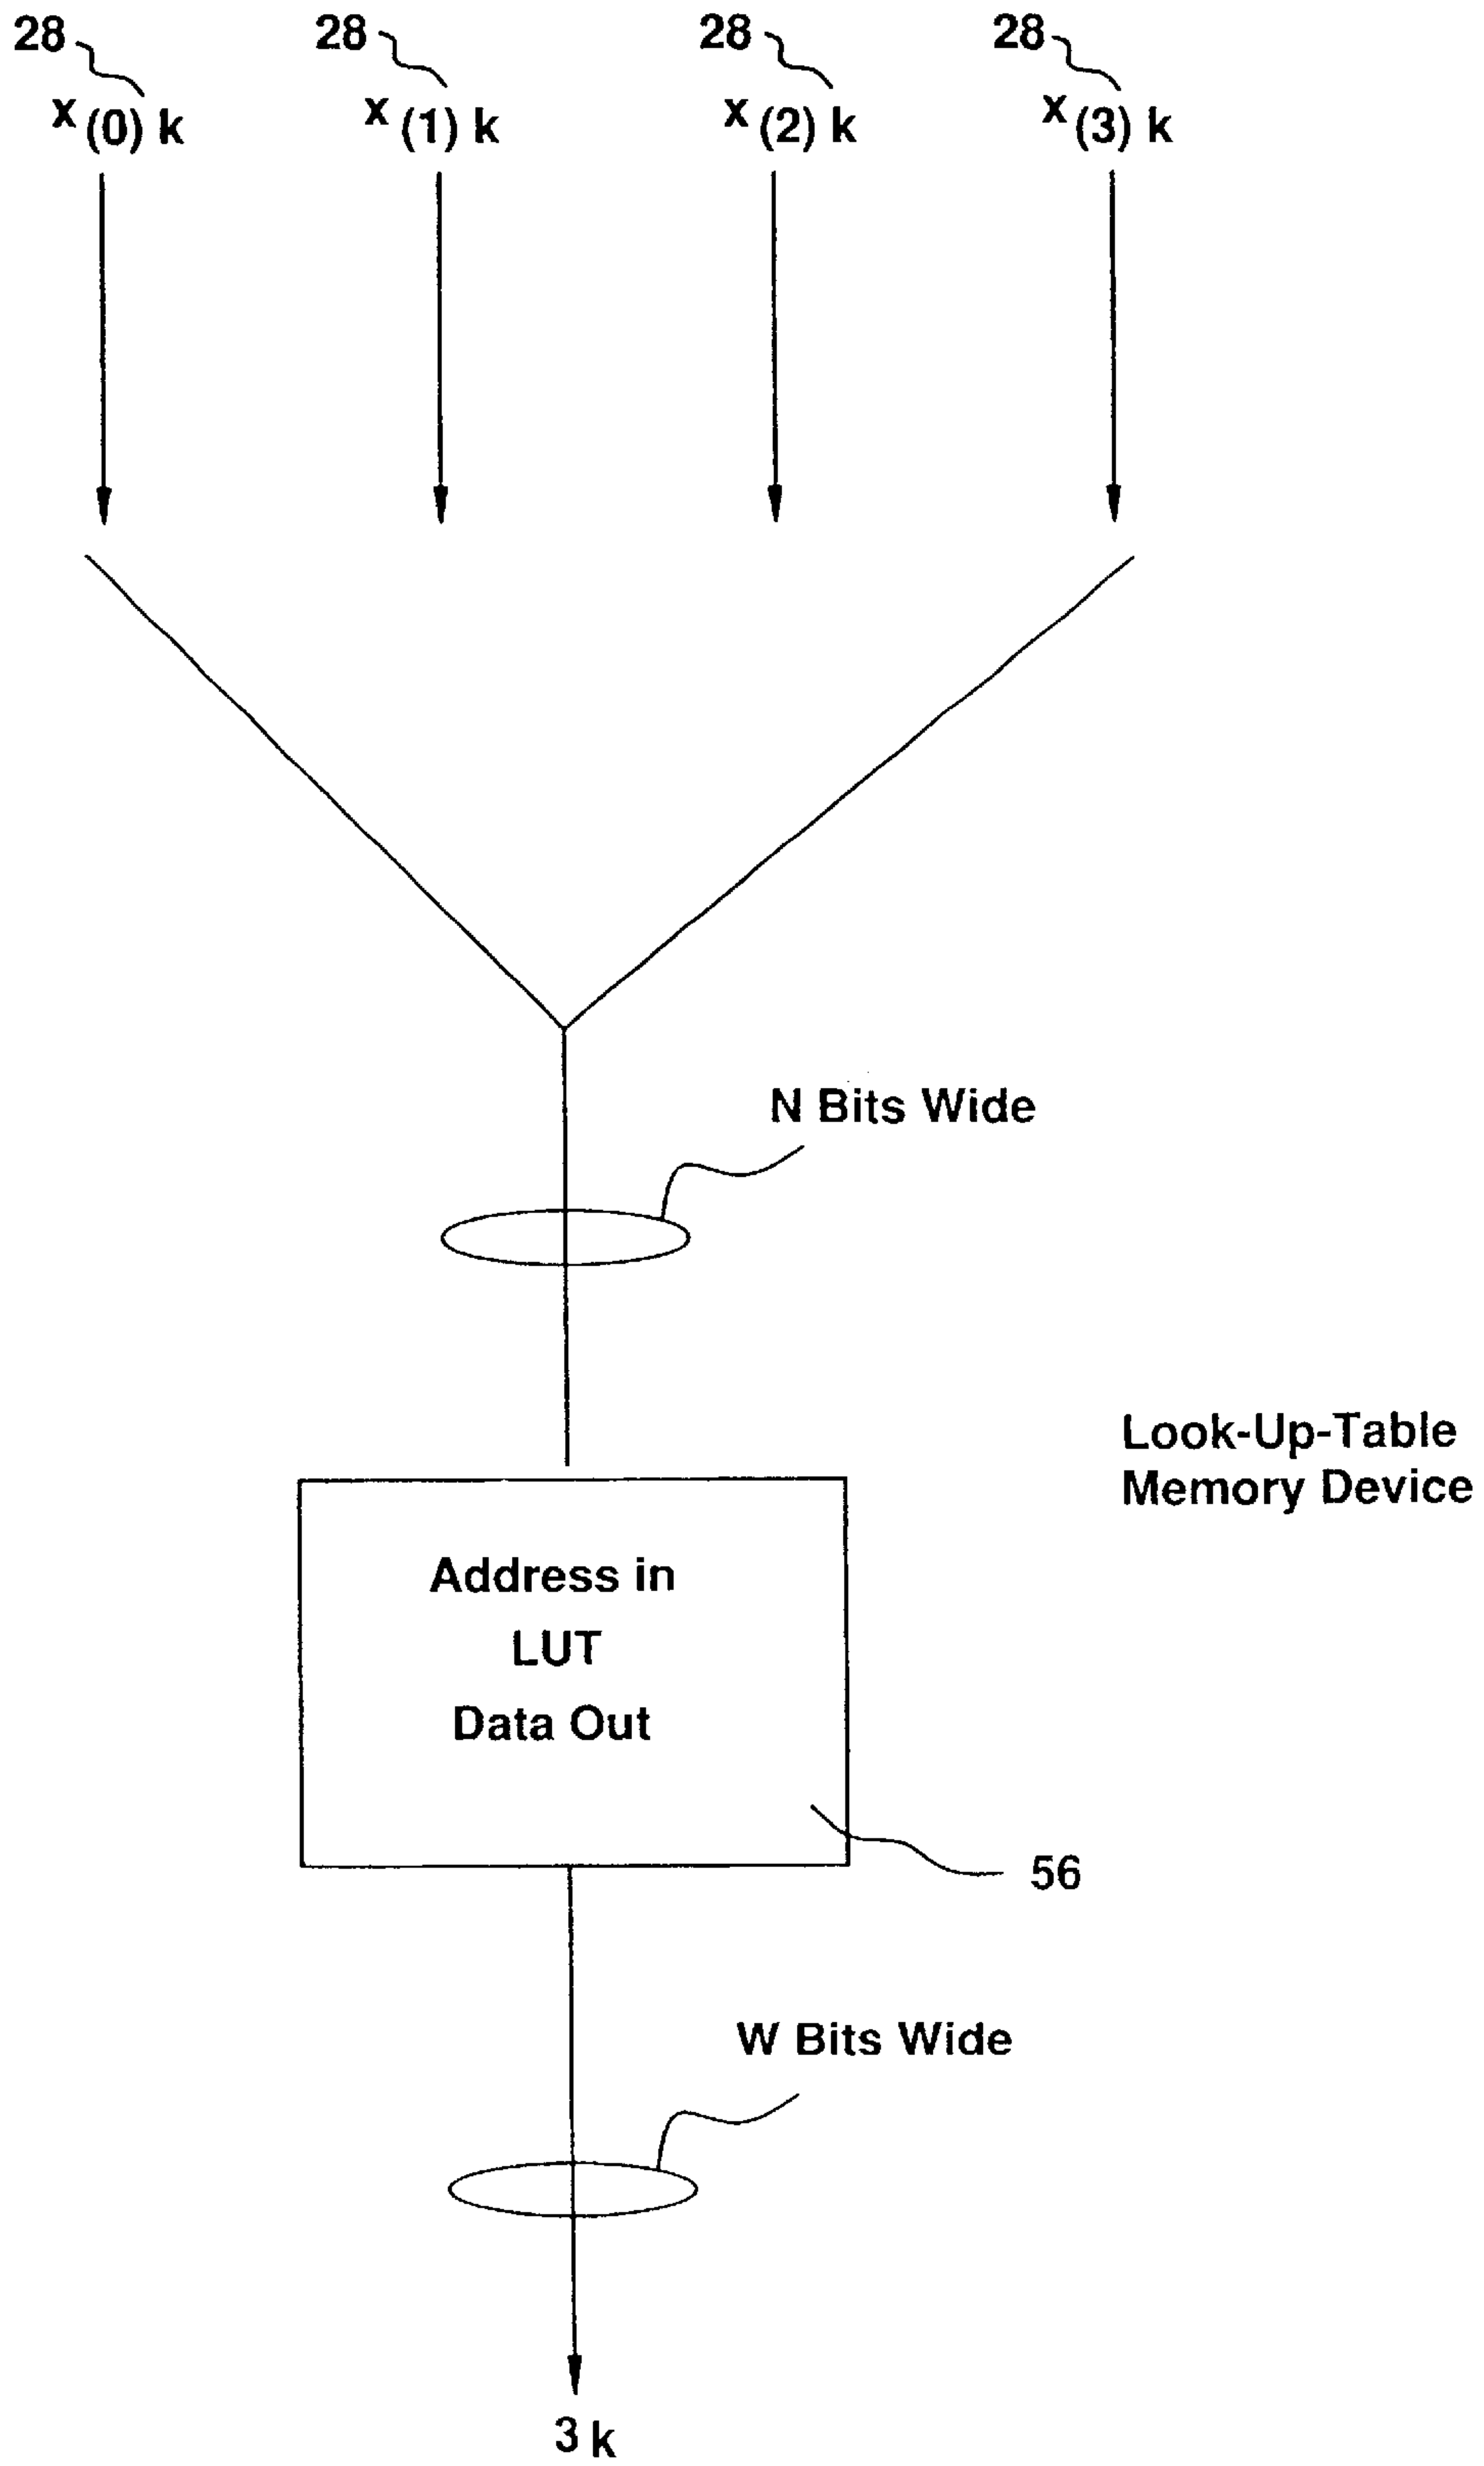 28 28 28 28
x(0) k x(1) k x(2) k x(3) k
N Bits Wide
Look-Up-Table
Memory Device
Address in
LUT
Data Out
56
W Bits Wide
3 k